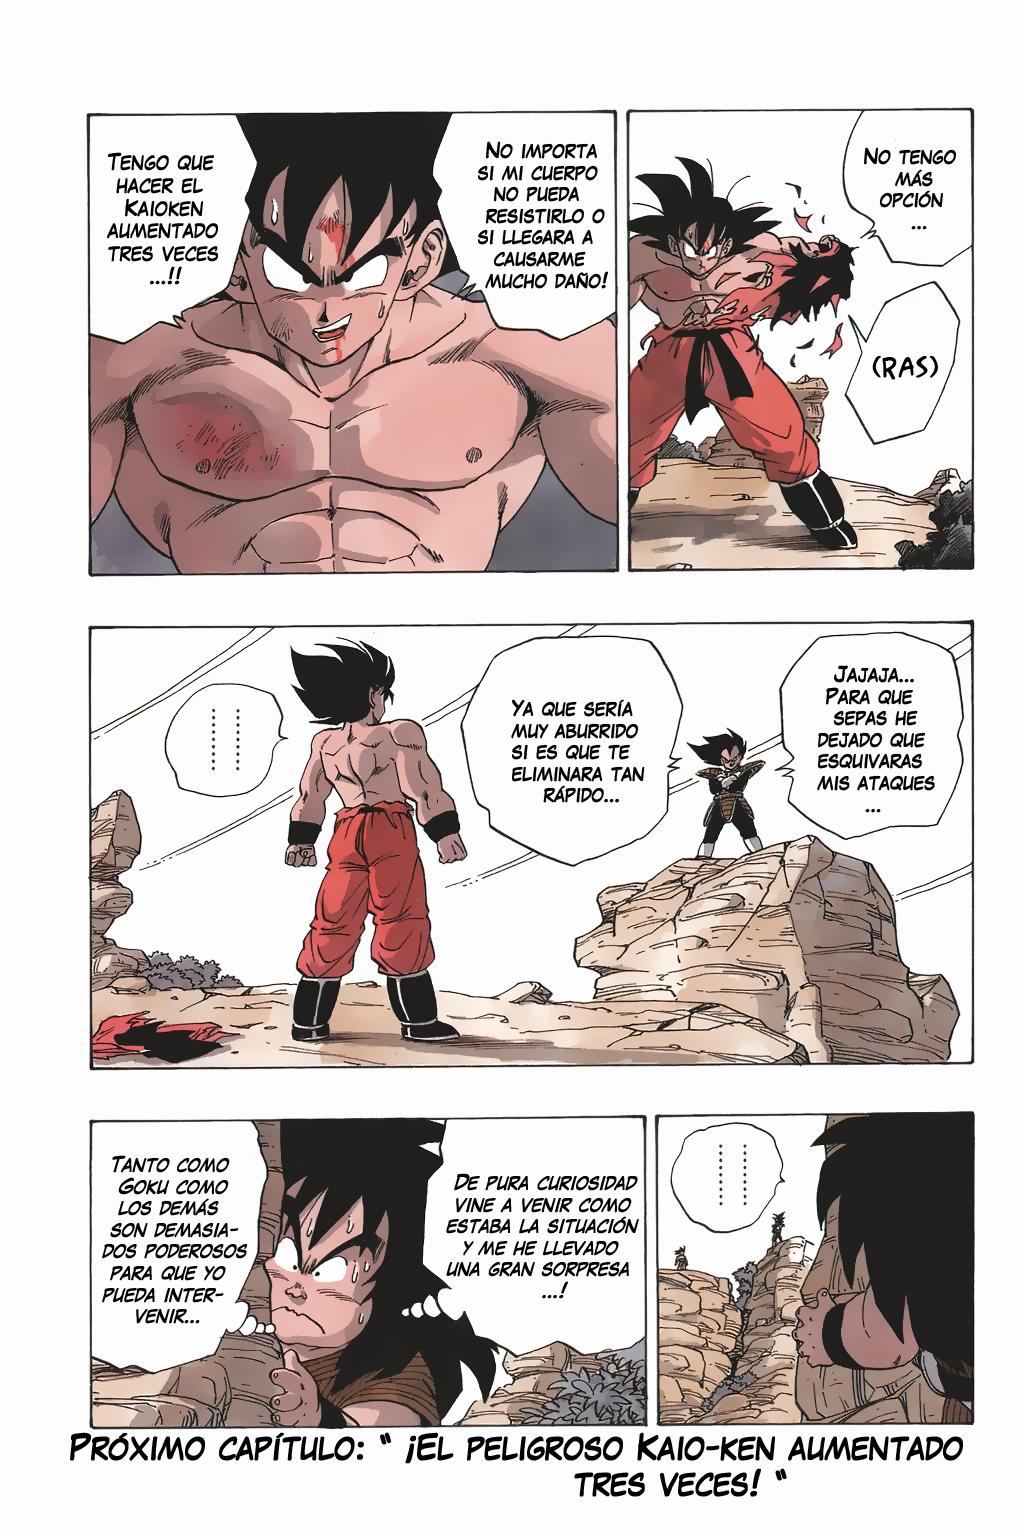 No tengo
más
opción
...
(RAS)
No importa
si mi cuerpo
no pueda
resistirlo o
si llegara a
causarme
mucho daño!
Tengo que
hacer el
Kaioken
aumentado
tres veces
...!!
Jajaja...
Para que
sepas he
dejado que
esquivaras
mis ataques
...
Ya que sería
muy aburrido
si es que te
eliminara tan
rápido...
De pura curiosidad
vine a venir como
estaba la situación
y me he llevado
una gran sorpresa
...!
Tanto como
Goku como
los demás
son demasia-
dos poderosos
para que yo
pueda inter-
venir...
Próximo capítulo: " ¡El peligroso Kaio-ken aumentado
tres veces! "